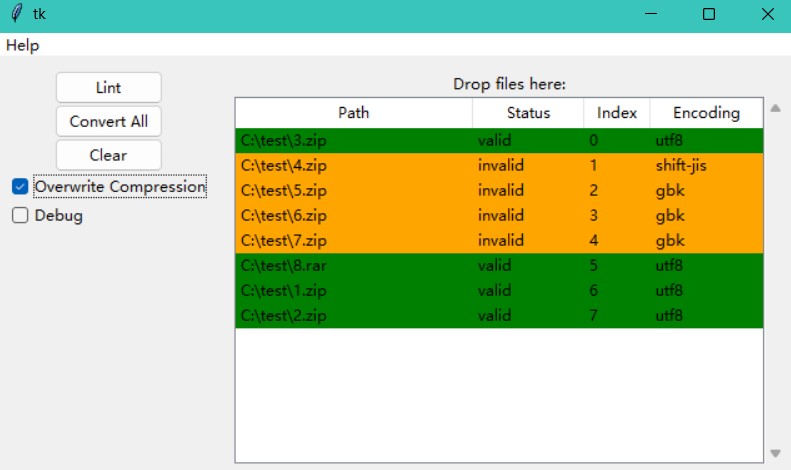 tk
Help
Lint
Convert All
Clear
Overwrite Compression
Debug
Drop files here:
Path Status Index Encoding
C:\test\3.zip valid 0 utf8
C:\test\4.zip invalid 1 shift-jis
C:\test\5.zip invalid 2 gbk
C:\test\6.zip invalid 3 gbk
C:\test\7.zip invalid 4 gbk
C:\test\8.rar valid 5 utf8
C:\test\1.zip valid 6 utf8
C:\test\2.zip valid 7 utf8